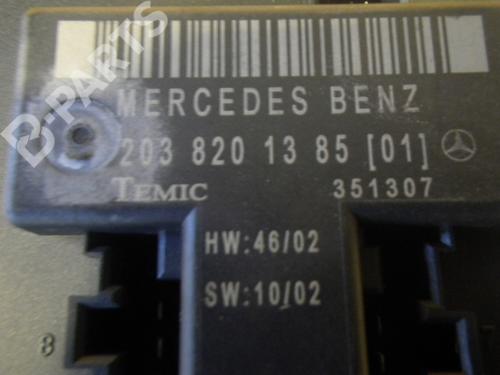 B-PARTS
MERCEDES BENZ
203 820 13 85 [01]
TEMIC 351307
HW:46/02
SW:10/02
8